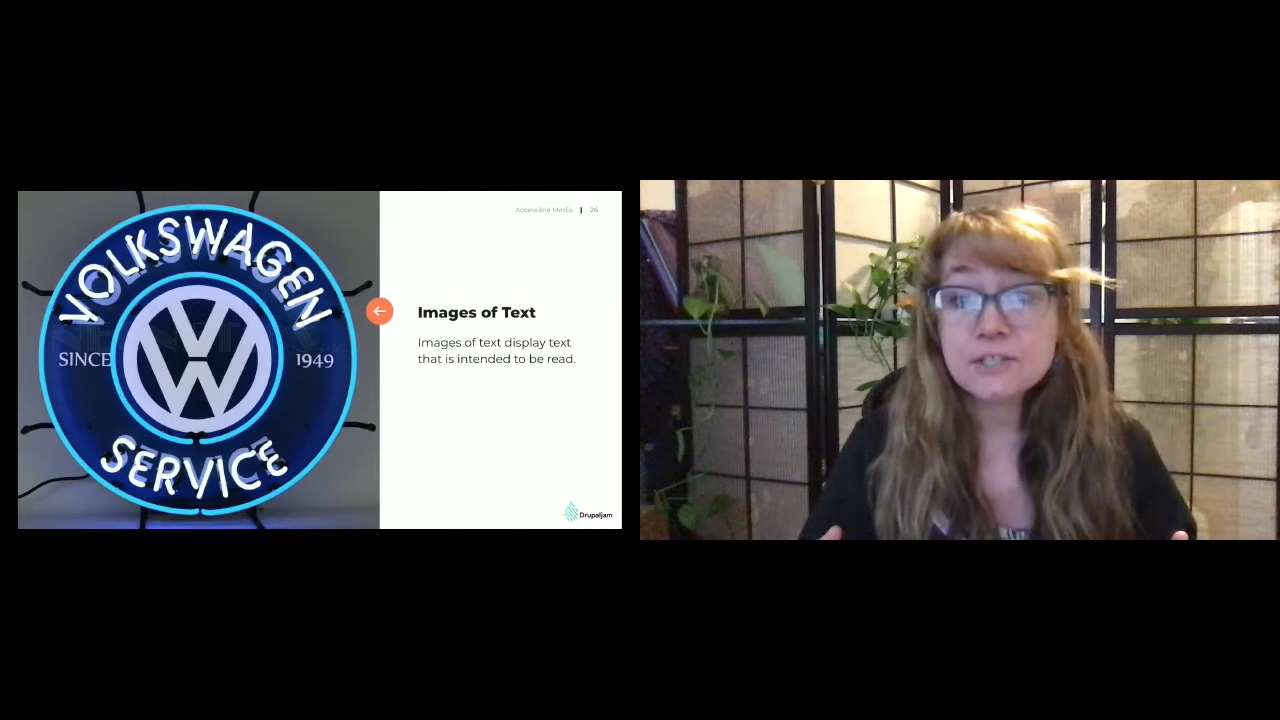 VOLKSWAGEN
SINCE
1949
SERVICE
Accessible Media | 26
Images of Text
Images of text display text
that is intended to be read.
Drupaljam